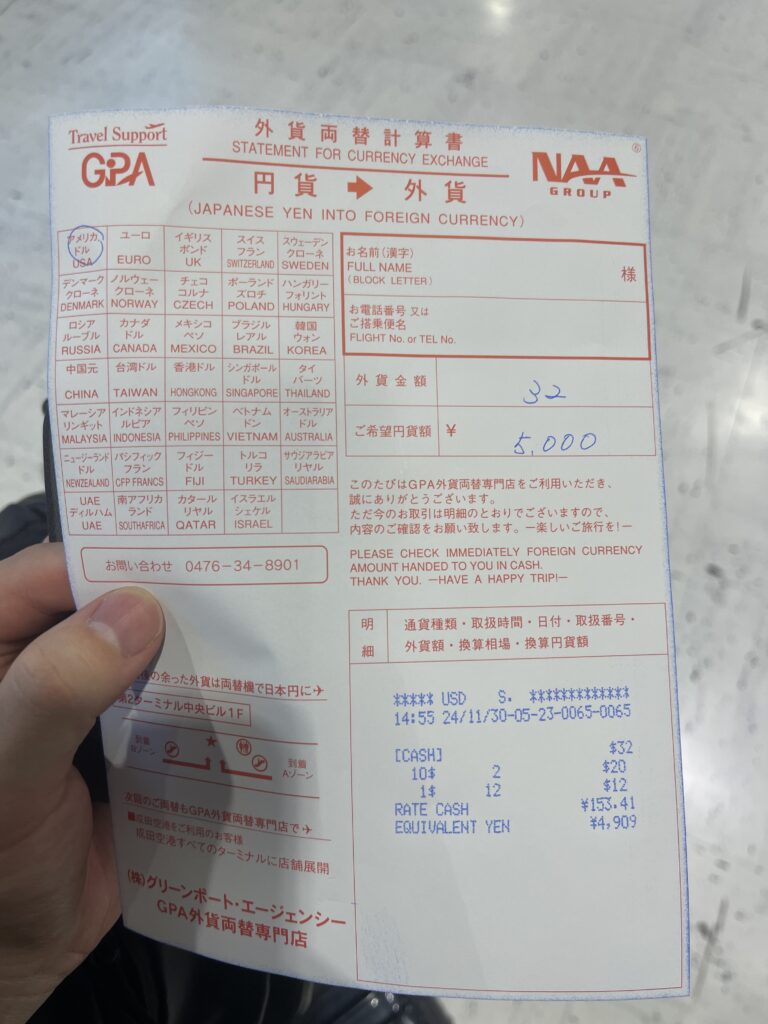 Travel Support
GPA
外貨両替計算書
STATEMENT FOR CURRENCY EXCHANGE
円貨 ➡ 外貨
(JAPANESE YEN INTO FOREIGN CURRENCY)
NAA
GROUP
⑥
アメリカ ユーロ イギリス スイス スウェーデン
ドル ポンド フラン クローネ
USA EURO UK SWITZERLAND SWEDEN
デンマーク ノルウェー チェコ ポーランド ハンガリー
クローネ クローネ コルナ ズロチ フォリント
DENMARK NORWAY CZECH POLAND HUNGARY
ロシア カナダ メキシコ ブラジル 韓国
ルーブル ドル ペソ レアル ウォン
RUSSIA CANADA MEXICO BRAZIL KOREA
中国元 台湾ドル 香港ドル シンガポール タイ
ドル バーツ
CHINA TAIWAN HONGKONG SINGAPORE THAILAND
マレーシア インドネシア フィリピン ベトナム オーストラリア
リンギット ルピア ペソ ドン ドル
MALAYSIA INDONESIA PHILIPPINES VIETNAM AUSTRALIA
ニュージーランド パシフィック フィジー トルコ サウジアラビア
ドル フラン ドル リラ リヤル
NEWZEALAND CFP FRANCS FIJI TURKEY SAUDIARABIA
UAE 南アフリカ カタール イスラエル
ディルハム ランド リヤル シェケル
UAE SOUTHAFRICA QATAR ISRAEL
お問い合わせ 0476-34-8901
お名前(漢字)
FULL NAME
(BLOCK LETTER)
様
お電話番号 又は
ご搭乗便名
FLIGHT No. or TEL No.
外貨金額 32
ご希望円貨額 ¥ 5,000
このたびはGPA外貨両替専門店をご利用いただき、
誠にありがとうございます。
ただ今のお取引は明細のとおりでございますので、
内容のご確認をお願い致します。ー楽しいご旅行を!ー
PLEASE CHECK IMMEDIATELY FOREIGN CURRENCY
AMOUNT HANDED TO YOU IN CASH.
THANK YOU. —HAVE A HAPPY TRIP!—
明細
通貨種類・取扱時間・日付・取扱番号・
外貨額・換算相場・換算円貨額
***** USD S. *************
14:55 24/11/30-05-23-0065-0065
[CASH] $32
10$ 2 $20
1$ 12 $12
RATE CASH ¥153.41
EQUIVALENT YEN ¥4,909
の余った外貨は両替機で日本円に✈
第2ターミナル中央ビル1F
到着 ★ 特 到着
Bゾーン Aゾーン
次回のご両替もGPA外貨両替専門店で✈
■成田空港をご利用のお客様
成田空港すべてのターミナルに店舗展開
(株)グリーンポート・エージェンシー
GPA外貨両替専門店